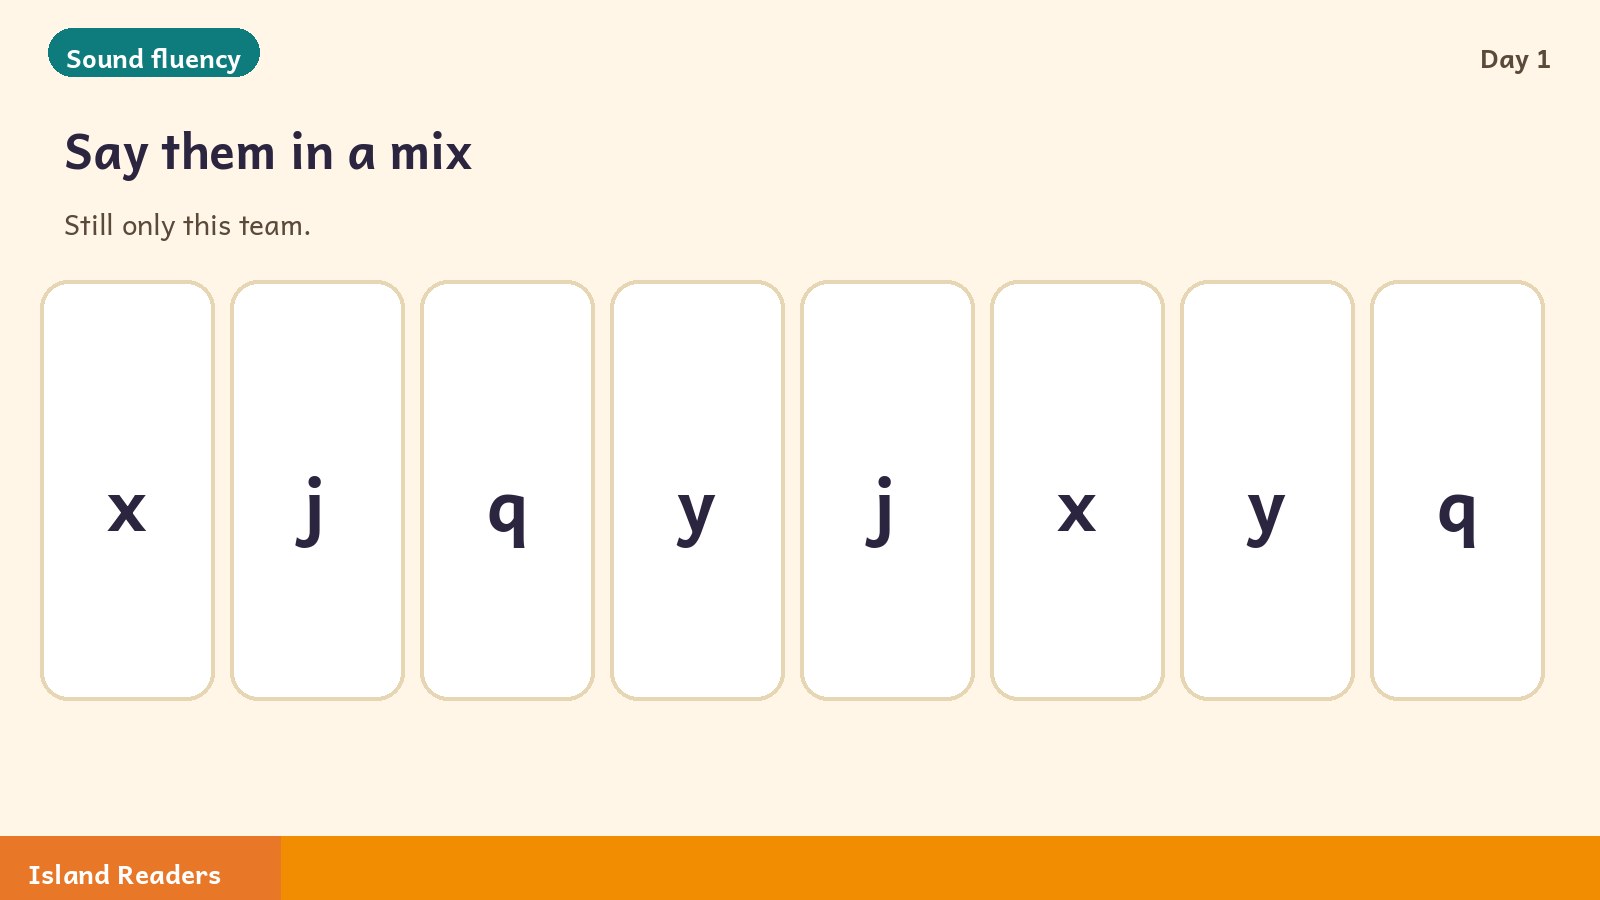 Sound fluency
Day 1
Say them in a mix
Still only this team.
x j q y j x y q
Island Readers